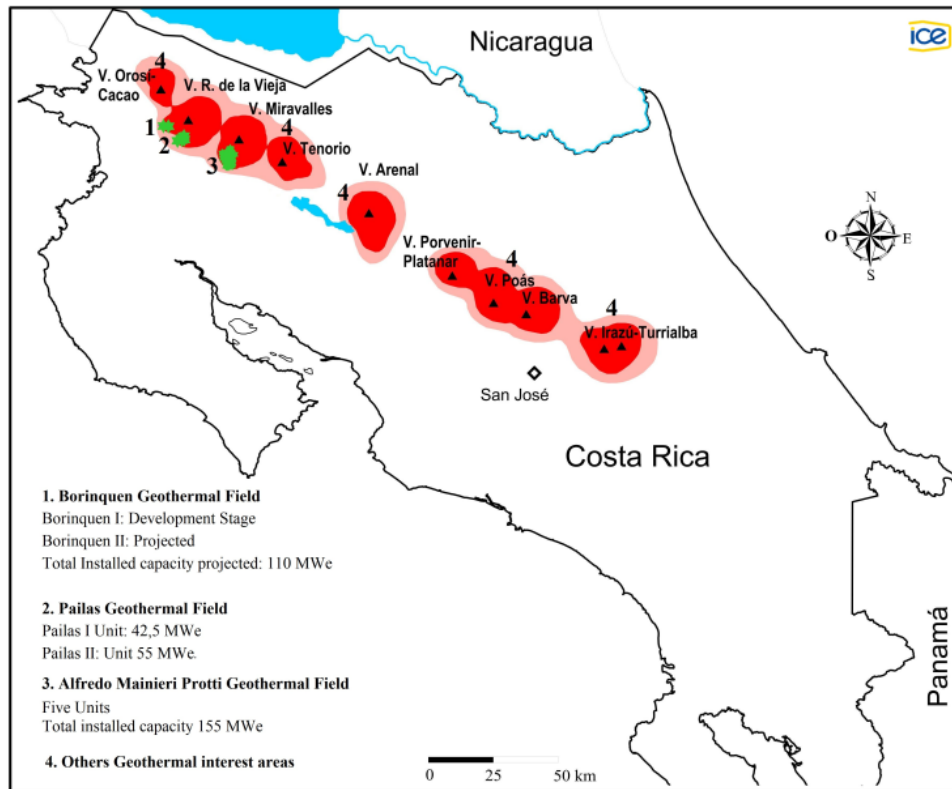 ice
Nicaragua
4
V. Orosí-
Cacao
V. R. de la Vieja
V. Miravalles
4
V. Tenorio
1
2
3
V. Arenal
4
N
O
E
S
V. Porvenir-
Platanar
4
V. Poás
V. Barva
4
V. Irazú-Turrialba
San José
Costa Rica
Panamá
1. Borinquen Geothermal Field
Borinquen I: Development Stage
Borinquen II: Projected
Total Installed capacity projected: 110 MWe
2. Pailas Geothermal Field
Pailas I Unit: 42,5 MWe
Pailas II: Unit 55 MWe.
3. Alfredo Mainieri Protti Geothermal Field
Five Units
Total installed capacity 155 MWe
4. Others Geothermal interest areas
0 25 50 km